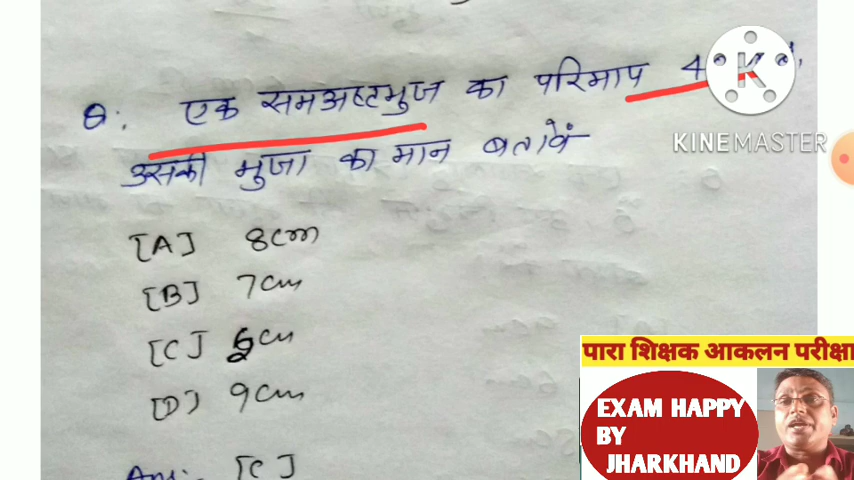 Q: एक समअष्टभुज का परिमाप 4
KINEMASTER
उसकी भुजा का मान बतावें
[A] 8cm
[B] 7cm
[C] 5cm
[D] 9cm
पारा शिक्षक आकलन परीक्षा
EXAM HAPPY
BY
JHARKHAND
Ans:- [C]